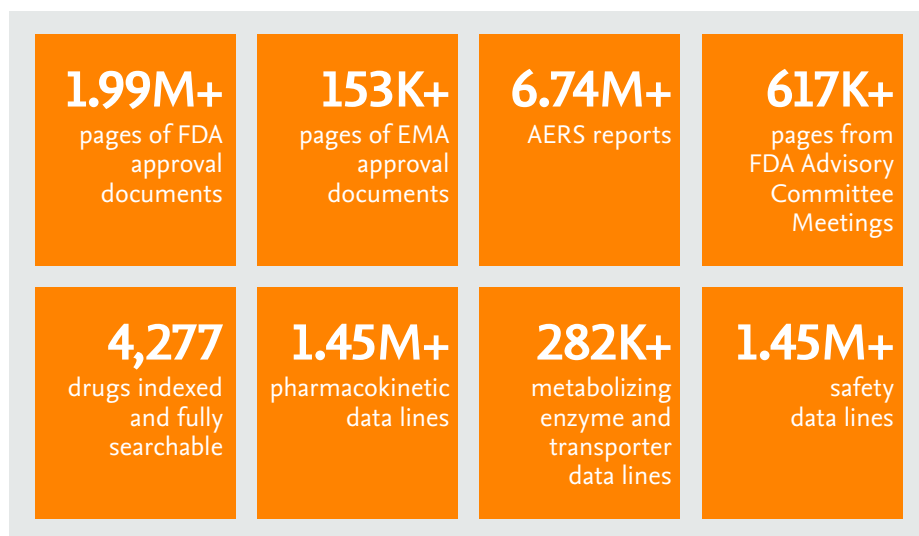 1.99M+
pages of FDA
approval
documents
153K+
pages of EMA
approval
documents
6.74M+
AERS reports
617K+
pages from
FDA Advisory
Committee
Meetings
4,277
drugs indexed
and fully
searchable
1.45M+
pharmacokinetic
data lines
282K+
metabolizing
enzyme and
transporter
data lines
1.45M+
safety
data lines